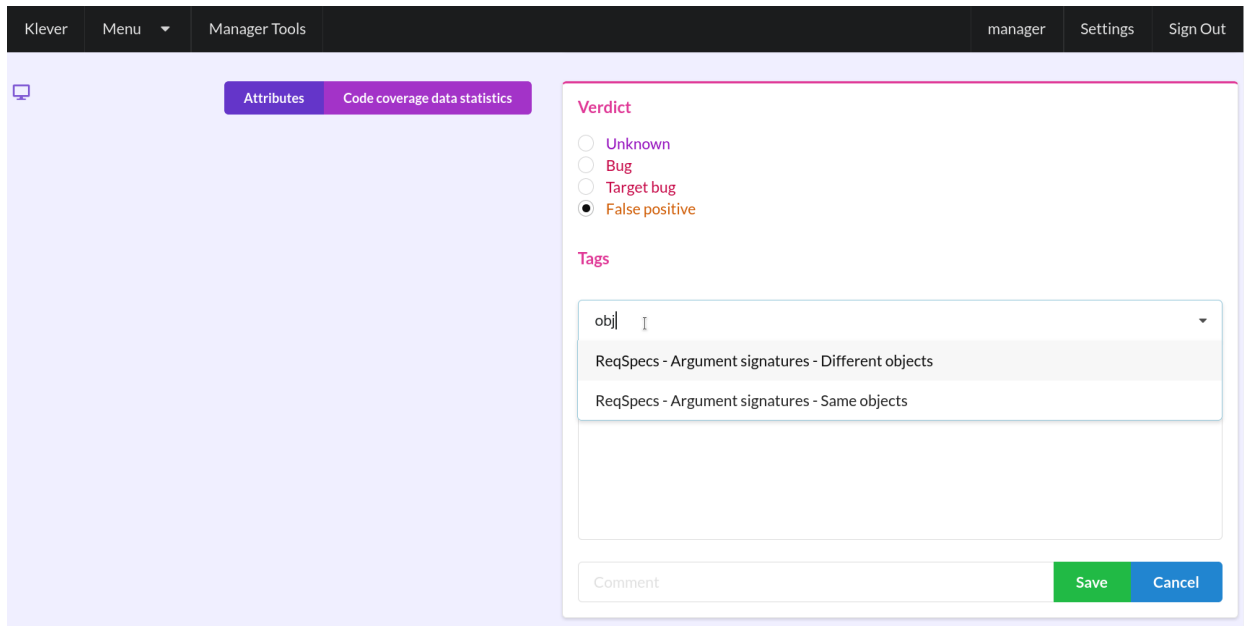 Klever Menu Manager Tools manager Settings Sign Out
Attributes Code coverage data statistics
Verdict
Unknown
Bug
Target bug
False positive
Tags
obj
ReqSpecs - Argument signatures - Different objects
ReqSpecs - Argument signatures - Same objects
Comment Save Cancel